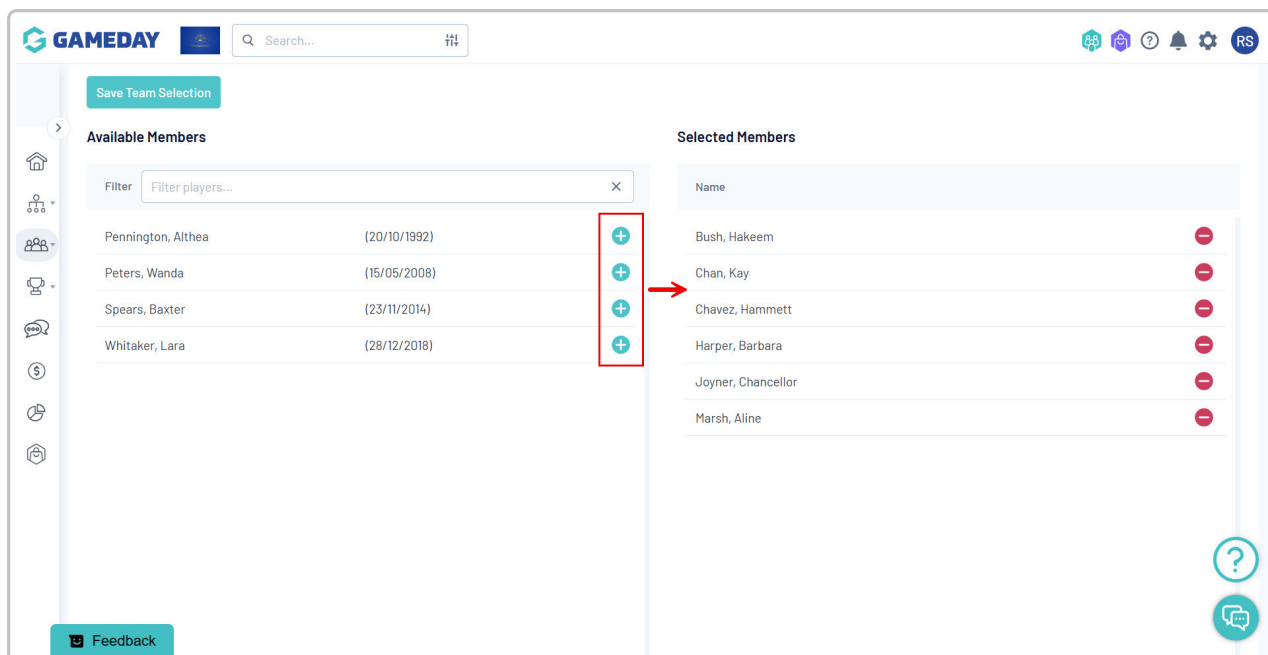 GAMEDAY
Search...
RS
Save Team Selection
Available Members
Selected Members
Filter
Filter players...
Name
Pennington, Althea (20/10/1992)
Peters, Wanda (15/05/2008)
Spears, Baxter (23/11/2014)
Whitaker, Lara (28/12/2018)
Bush, Hakeem
Chan, Kay
Chavez, Hammett
Harper, Barbara
Joyner, Chancellor
Marsh, Aline
Feedback